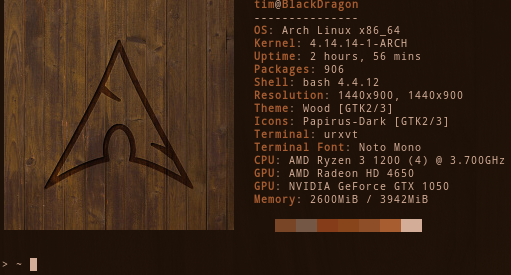 tim@BlackDragon
---------------
OS: Arch Linux x86_64
Kernel: 4.14.14-1-ARCH
Uptime: 2 hours, 56 mins
Packages: 906
Shell: bash 4.4.12
Resolution: 1440x900, 1440x900
Theme: Wood [GTK2/3]
Icons: Papirus-Dark [GTK2/3]
Terminal: urxvt
Terminal Font: Noto Mono
CPU: AMD Ryzen 3 1200 (4) @ 3.700GHz
GPU: AMD Radeon HD 4650
GPU: NVIDIA GeForce GTX 1050
Memory: 2600MiB / 3942MiB
> ~